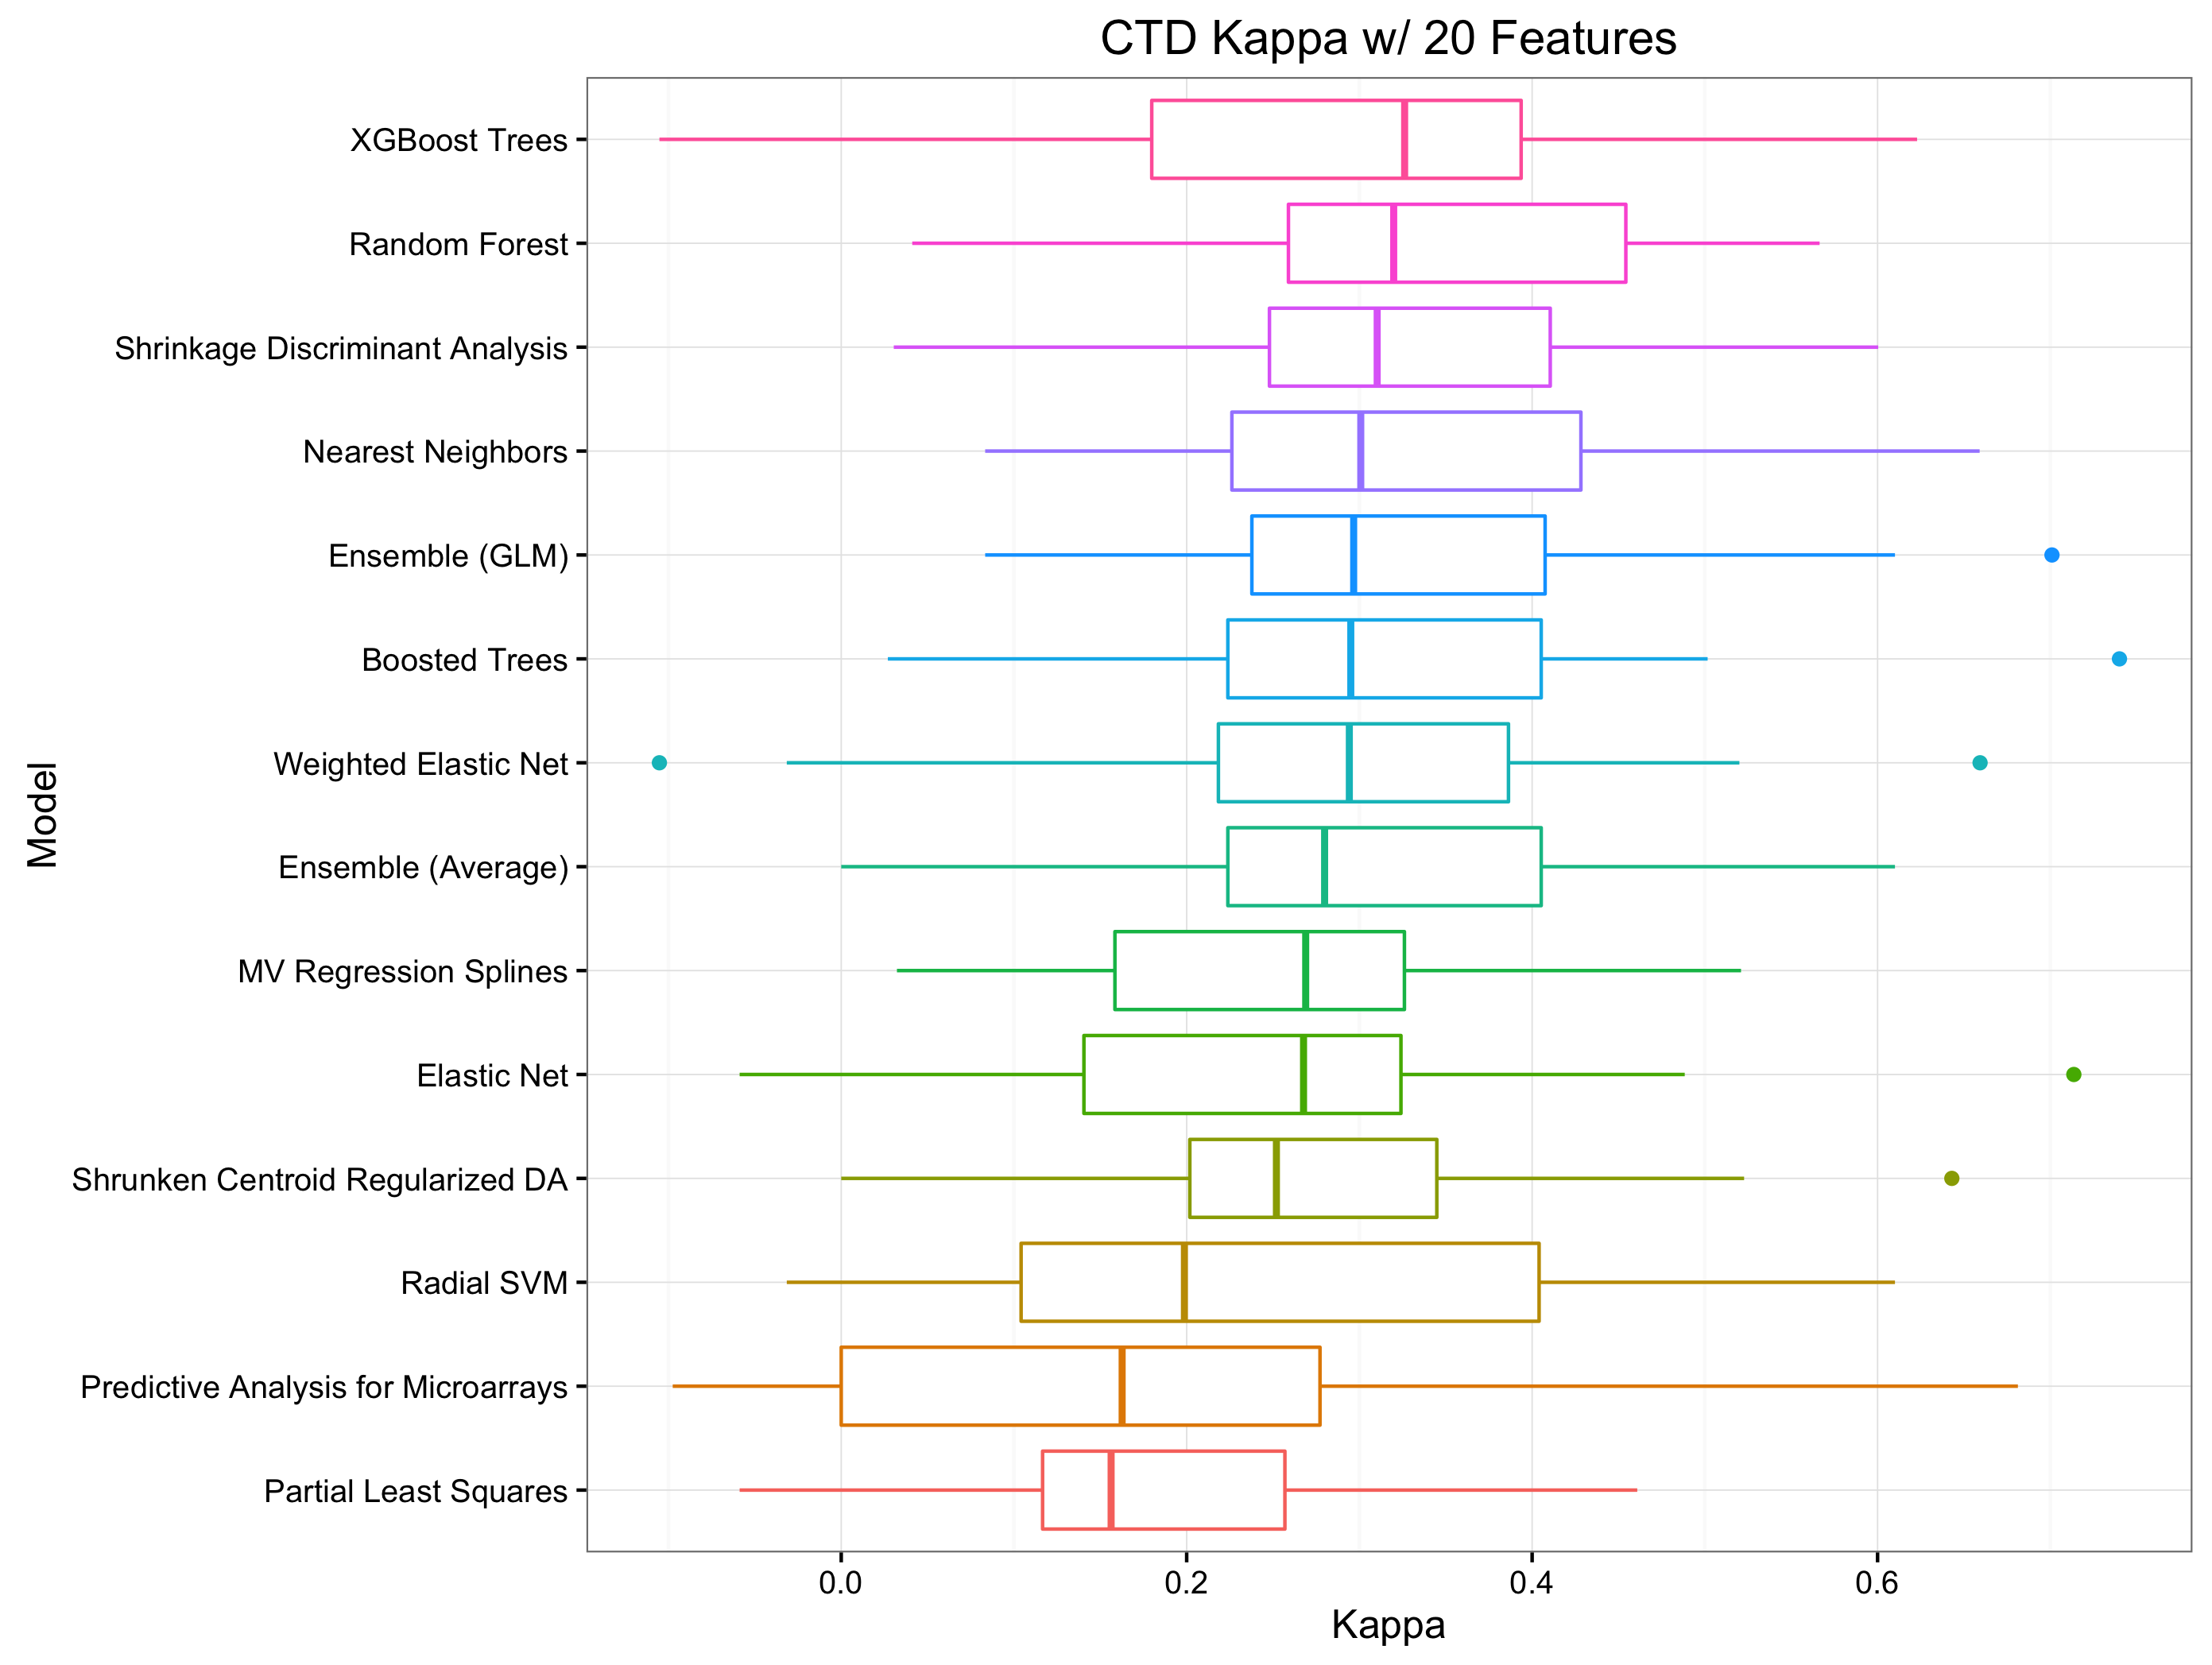 CTD Kappa w/ 20 Features
XGBoost Trees
Random Forest
Shrinkage Discriminant Analysis
Nearest Neighbors
Ensemble (GLM)
Boosted Trees
Weighted Elastic Net
Ensemble (Average)
MV Regression Splines
Elastic Net
Shrunken Centroid Regularized DA
Radial SVM
Predictive Analysis for Microarrays
Partial Least Squares
Model
0.0 0.2 0.4 0.6
Kappa